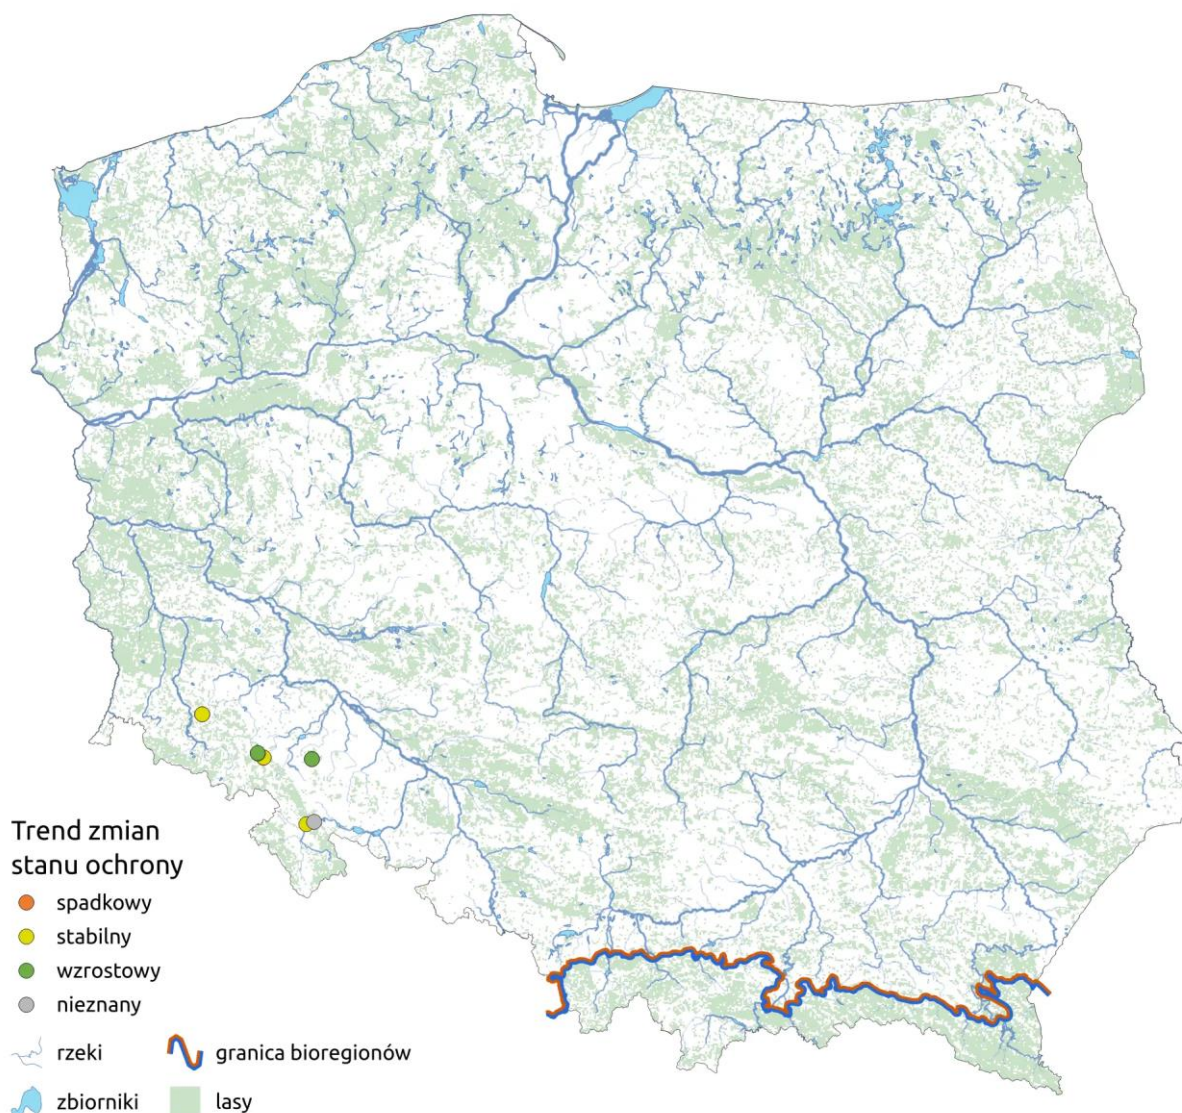 Trend zmian
stanu ochrony
spadkowy
stabilny
wzrostowy
nieznany
rzeki
granica bioregionów
zbiorniki
lasy